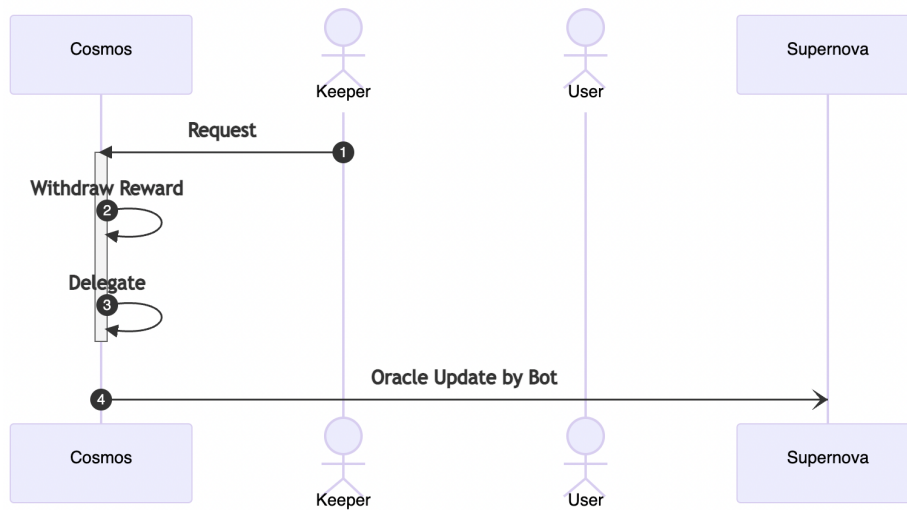 Cosmos
Keeper
User
Supernova
Request
1
Withdraw Reward
2
Delegate
3
Oracle Update by Bot
4
Cosmos
Keeper
User
Supernova